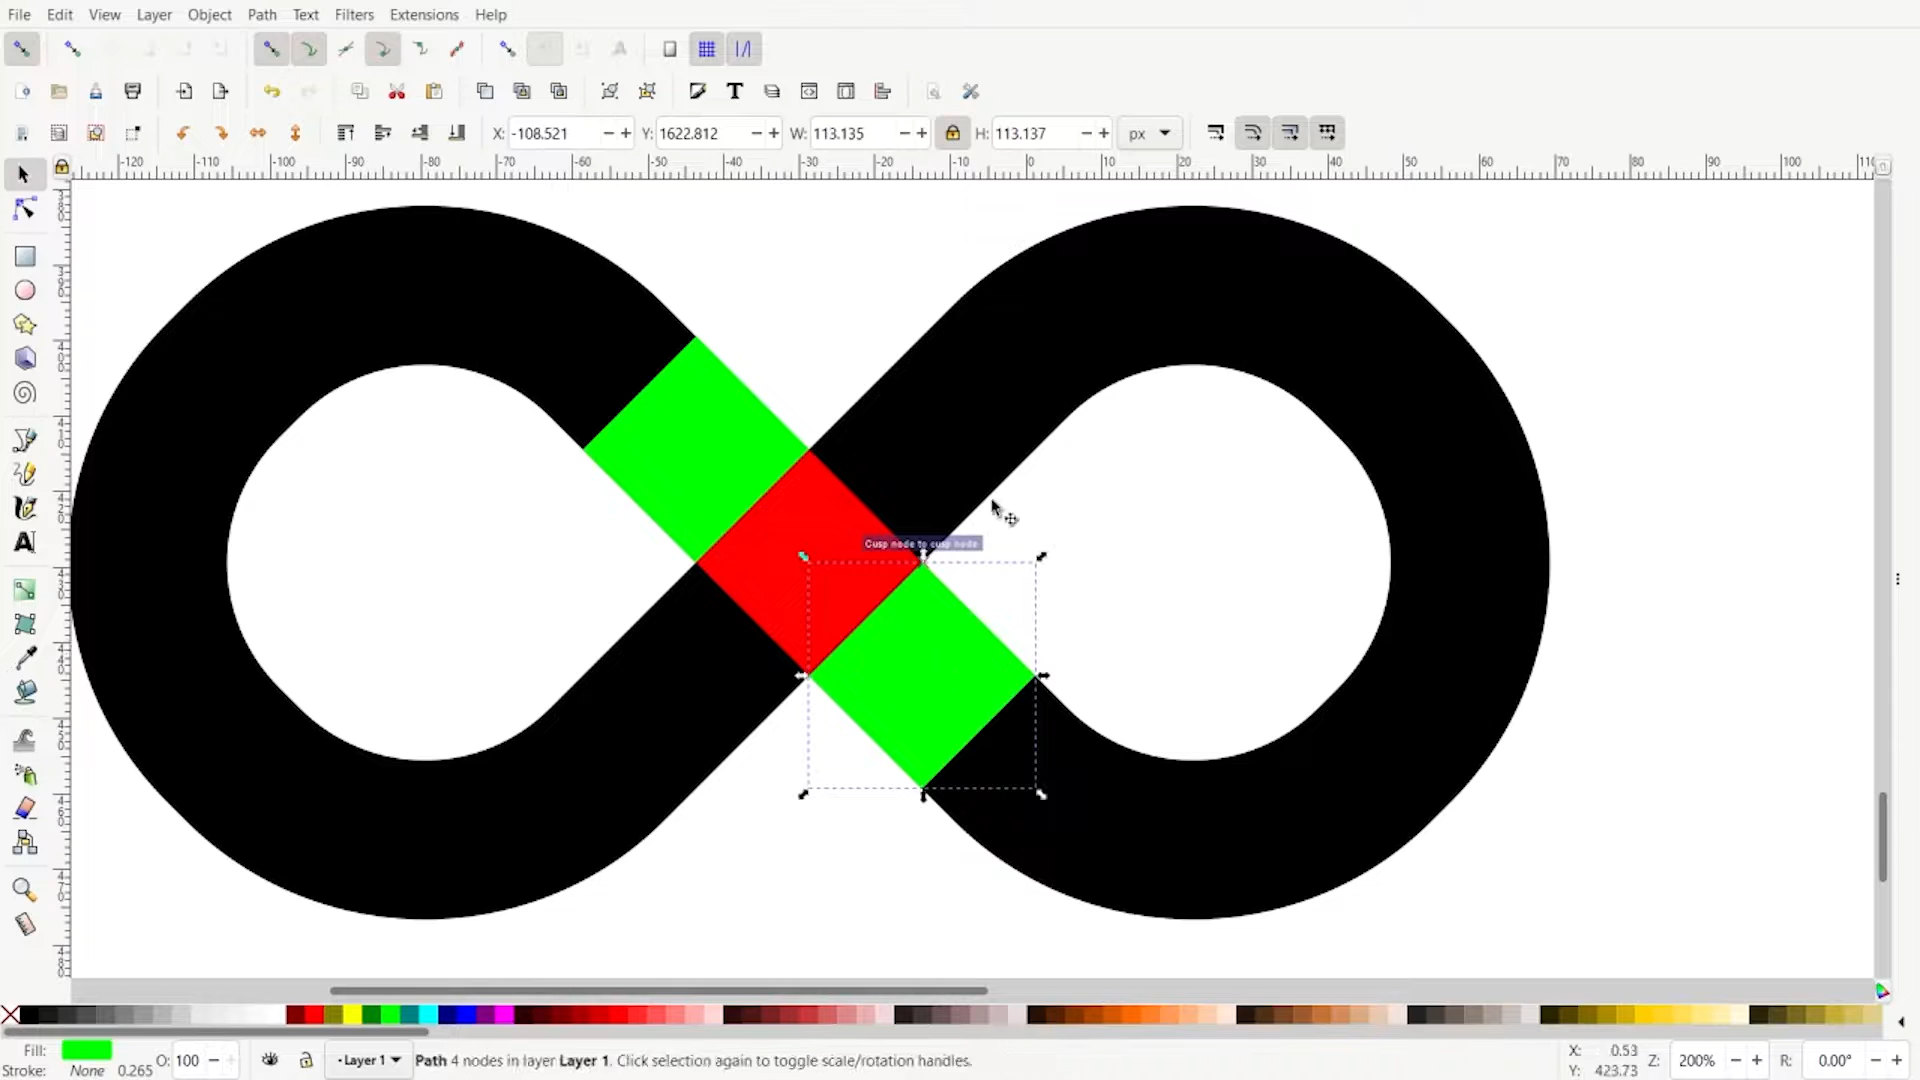 File Edit View Layer Object Path Text Filters Extensions Help
X: -108.521 Y: 1622.812 W: 113.135 H: 113.137 px
-120 -110 -100 -90 -80 -70 -60 -50 -40 -30 -20 -10 0 10 20 30 40 50 60 70 80 90 100 110
Cusp node to cusp node
Fill: O: 100 Layer 1 Path 4 nodes in layer Layer 1. Click selection again to toggle scale/rotation handles. X: 0.53 Z: 200% R: 0.00°
Stroke: None 0.265 Y: 423.73